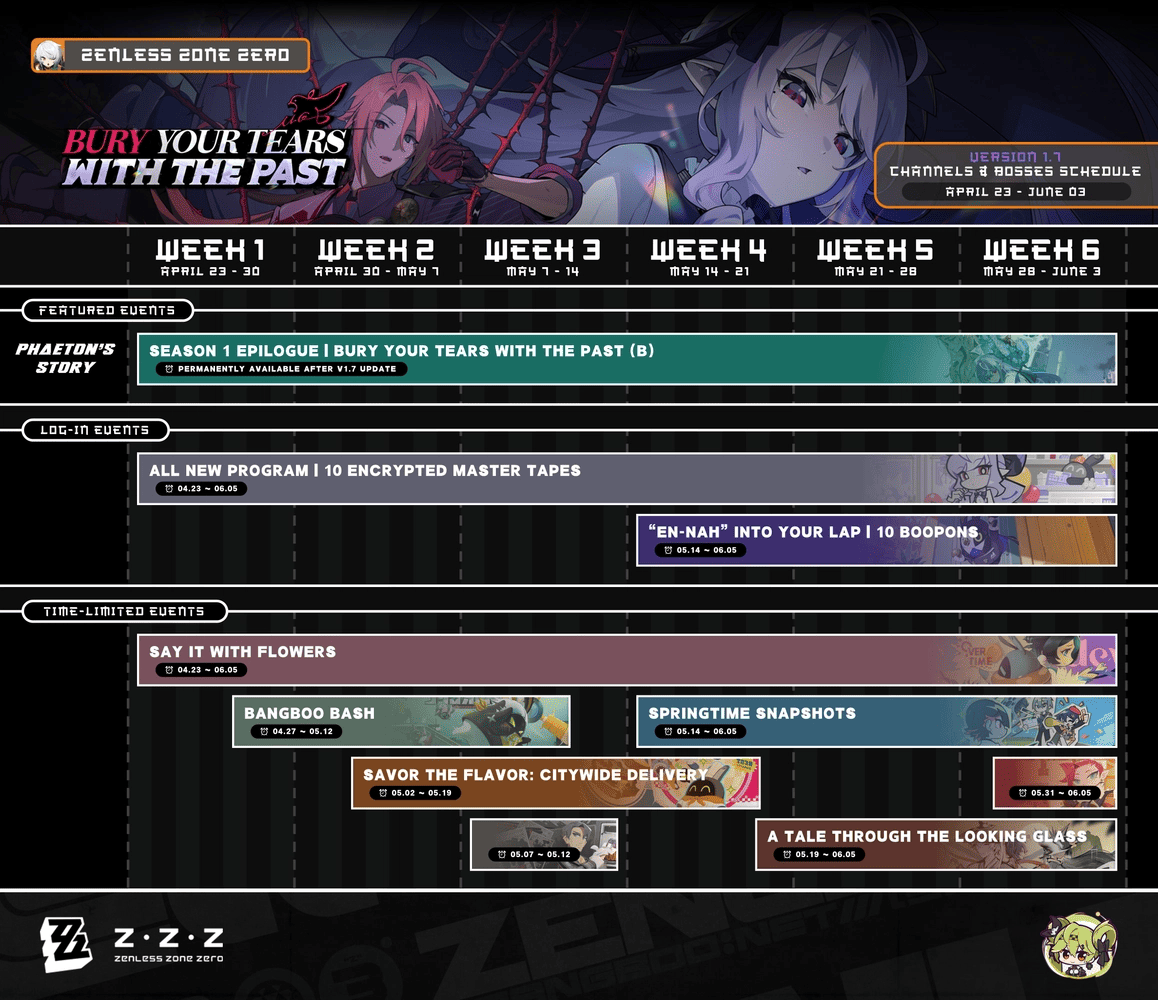 ZENLESS ZONE ZERO
BURY YOUR TEARS
WITH THE PAST
VERSION 1.7
CHANNELS & BOSSES SCHEDULE
APRIL 23 - JUNE 03
WEEK 1
APRIL 23 - 30
WEEK 2
APRIL 30 - MAY 7
WEEK 3
MAY 7 - 14
WEEK 4
MAY 14 - 21
WEEK 5
MAY 21 - 28
WEEK 6
MAY 28 - JUNE 3
FEATURED EVENTS
PHAETON'S
STORY
SEASON 1 EPILOGUE | BURY YOUR TEARS WITH THE PAST (B)
PERMANENTLY AVAILABLE AFTER V1.7 UPDATE
LOG-IN EVENTS
ALL NEW PROGRAM | 10 ENCRYPTED MASTER TAPES
04.23 ~ 06.05
“EN-NAH” INTO YOUR LAP | 10 BOOPONS
05.14 ~ 06.05
TIME-LIMITED EVENTS
SAY IT WITH FLOWERS
04.23 ~ 06.05
OVER
TIME
BANGBOO BASH
04.27 ~ 05.12
SPRINGTIME SNAPSHOTS
05.14 ~ 06.05
SAVOR THE FLAVOR: CITYWIDE DELIVERY
05.02 ~ 05.19
05.31 ~ 06.05
05.07 ~ 05.12
A TALE THROUGH THE LOOKING GLASS
05.19 ~ 06.05
Z·Z·Z
ZENLESS ZONE ZERO